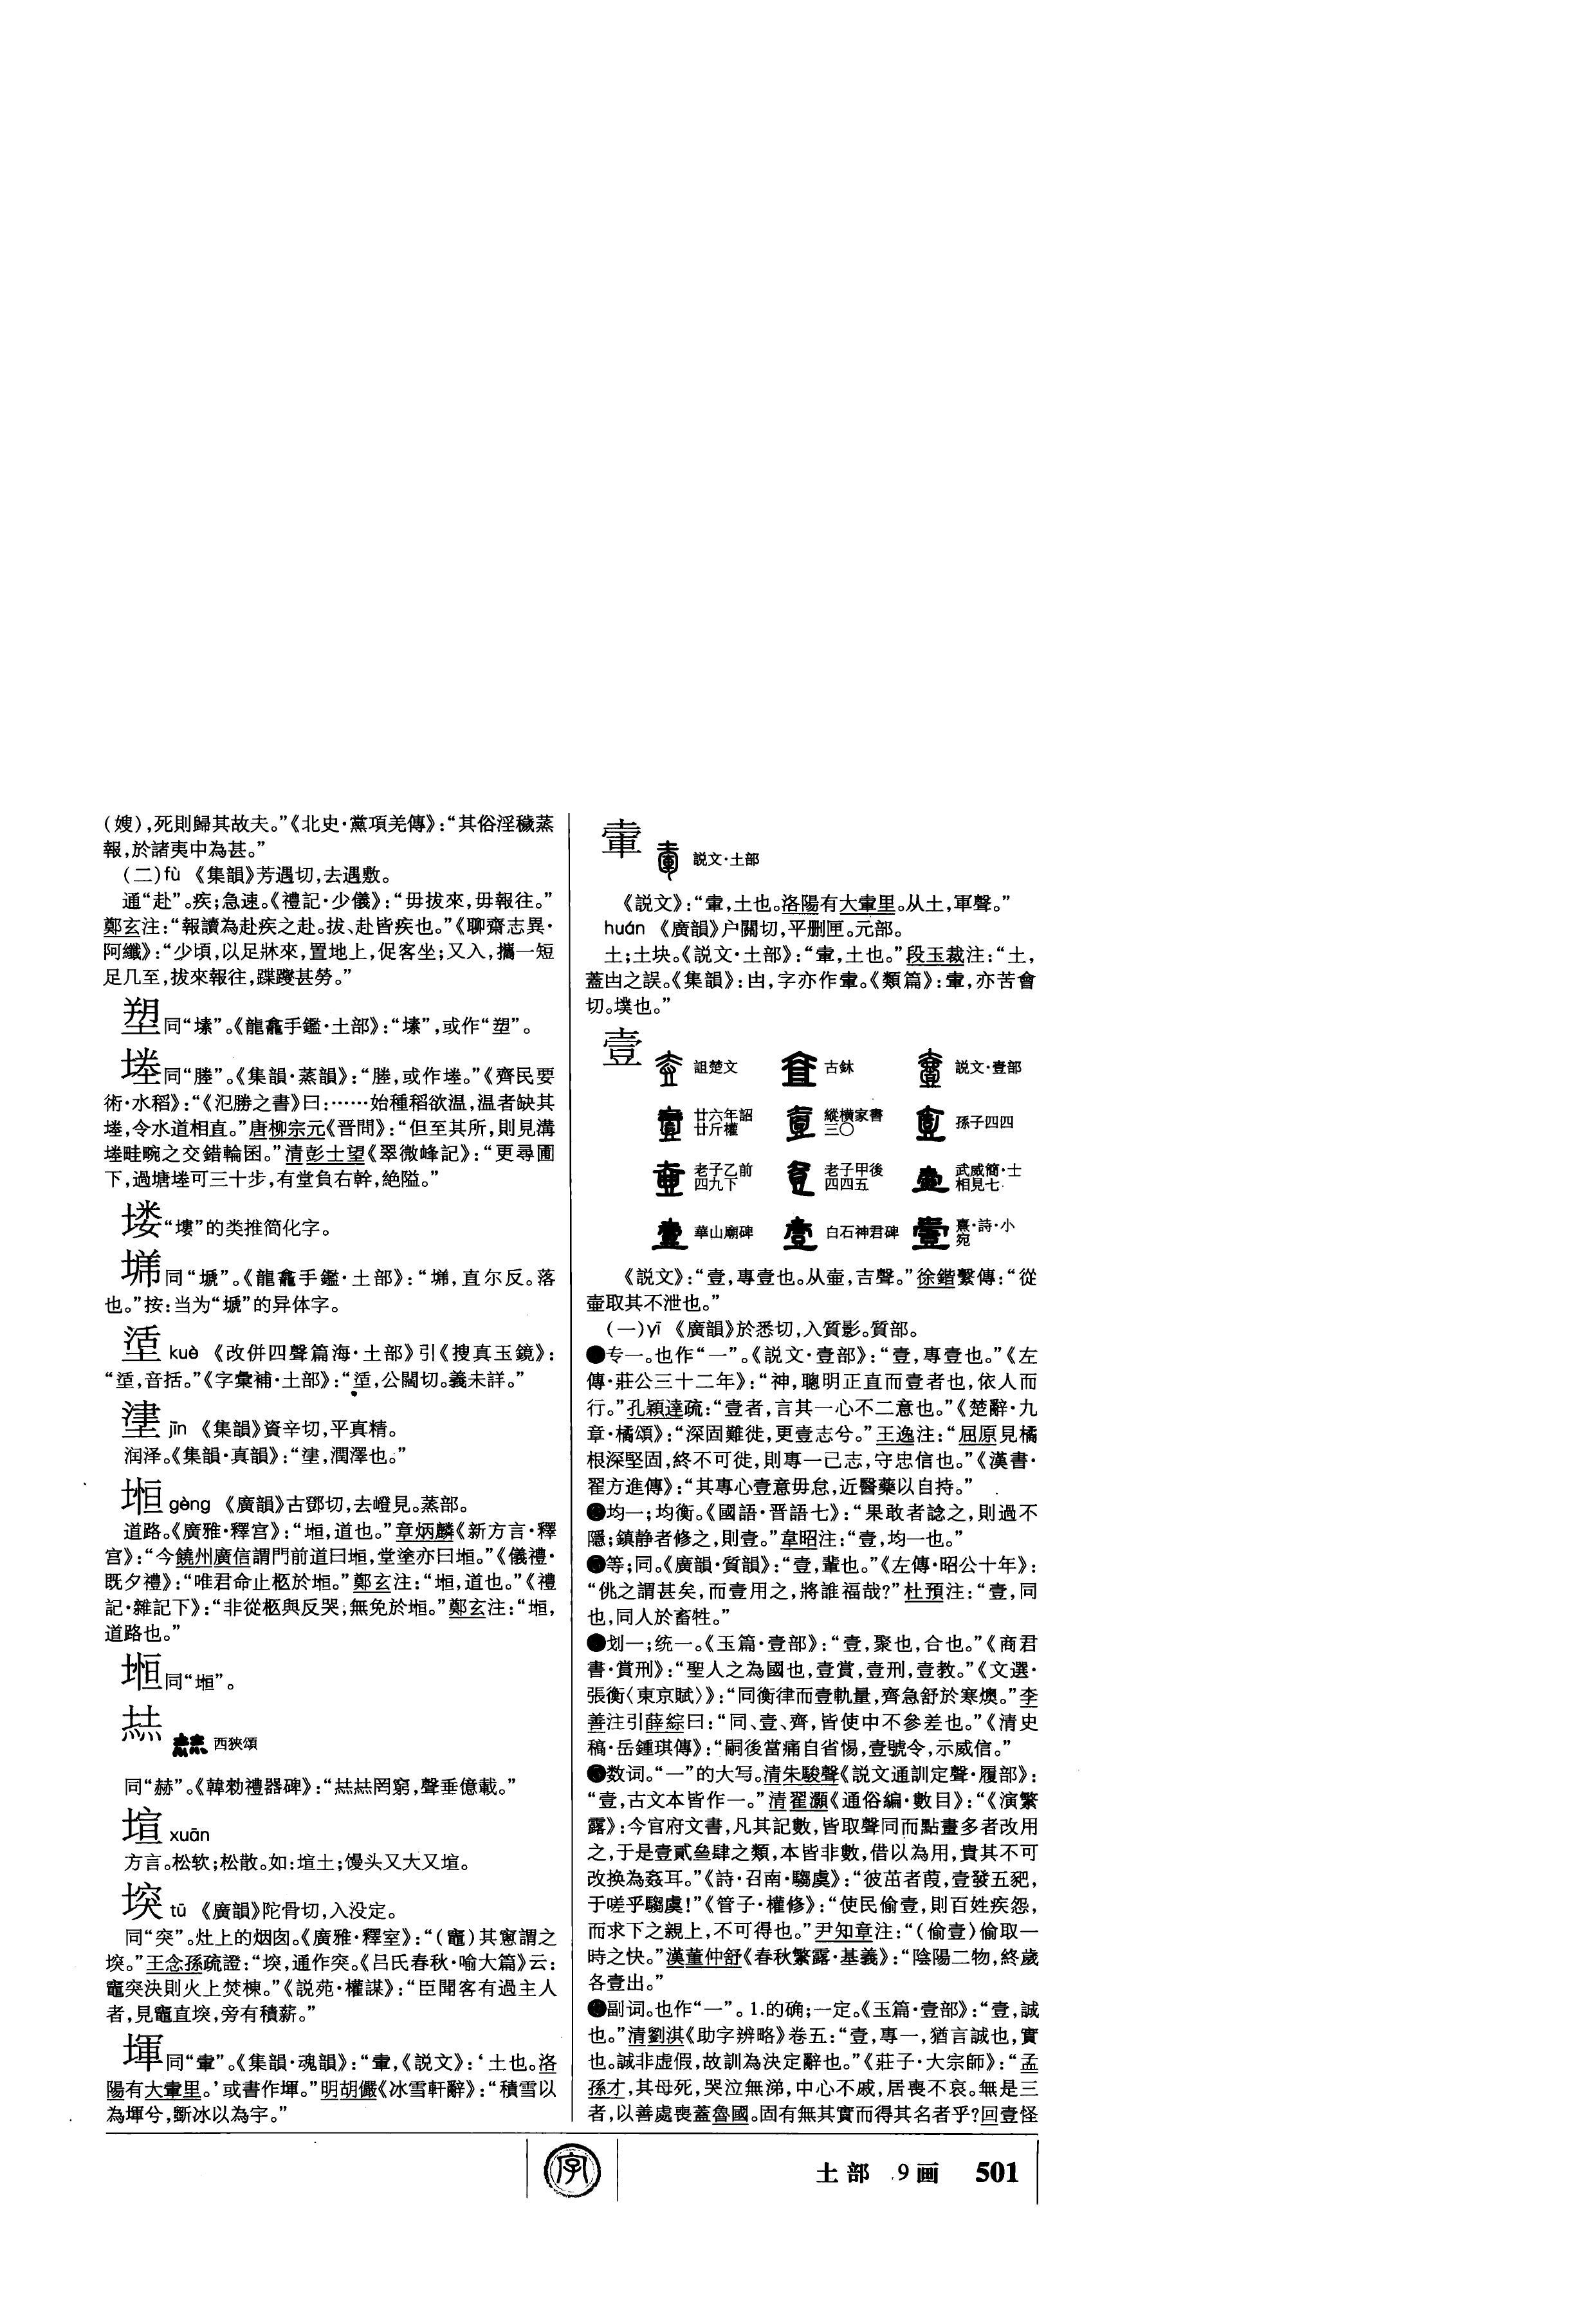 (嫂),死則歸其故夫。”《北史·黨項羌傳》:“其俗淫穢蒸
報,於諸夷中為甚。”
(二)fù 《集韻》芳遇切,去遇敷。
通“赴”。疾;急速。《禮記·少儀》:“毋拔來,毋報往。”
鄭玄注:“報讀為赴疾之赴。拔、赴皆疾也。”《聊齋志異·
阿纖》:“少頃,以足牀來,置地上,促客坐;又入,攜一短
足几至,拔來報往,蹀躞甚勞。”
塑同“塐”。《龍龕手鑑·土部》:“塐”,或作“塑”。
堘同“塍”。《集韻·蒸韻》:“塍,或作堘。”《齊民要
術·水稻》:“《氾勝之書》曰:……始種稻欲温,温者缺其
堘,令水道相直。”唐柳宗元《晋問》:“但至其所,則見溝
堘畦畹之交錯輪囷。”清彭士望《翠微峰記》:“更尋圃
下,過塘堘可三十步,有堂負右幹,絶隘。”
塿“塿”的类推简化字。
同“墌”。《龍龕手鑑·土部》:“,直尔反。落
也。”按:当为“”的异体字。
kuè 《改併四聲篇海·土部》引《搜真玉鏡》:
“,音括。”《字彙補·土部》:“,公闊切。義未詳。”
jīn 《集韻》資辛切,平真精。
润泽。《集韻·真韻》:“,潤澤也。”
堩 gèng 《廣韻》古鄧切,去嶝見。蒸部。
道路。《廣雅·釋宫》:“堩,道也。”章炳麟《新方言·釋
宫》:“今饒州廣信謂門前道曰堩,堂塗亦曰堩。”《儀禮·
既夕禮》:“唯君命止柩於堩。”鄭玄注:“堩,道也。”《禮
記·雜記下》:“非從柩與反哭,無免於堩。”鄭玄注:“堩,
道路也。”
同“堩”。
西狹頌
同“赫”。《韓勑禮器碑》:“罔窮,聲垂億載。”
塇 xuān
方言。松软;松散。如:塇土;馒头又大又塇。
堗 tū 《廣韻》陀骨切,入没定。
同“突”。灶上的烟囱。《廣雅·釋室》:“(竈)其窻謂之
堗。”王念孫疏證:“堗,通作突。《吕氏春秋·喻大篇》云:
竈突決則火上焚棟。”《説苑·權謀》:“臣聞客有過主人
者,見竈直堗,旁有積薪。”
堚同“𡌫”。《集韻·魂韻》:“,《説文》:‘土也。洛
陽有大里。’或書作堚。”明胡儼《冰雪軒辭》:“積雪以
為堚兮,斵冰以為宇。”
説文·土部
《説文》:“,土也。洛陽有大里。从土,軍聲。”
huán 《廣韻》户關切,平删匣。元部。
土;土块。《説文·土部》:“,土也。”段玉裁注:“土,
蓋凷之誤。《集韻》:凷,字亦作。《類篇》:,亦苦會
切。墣也。”
壹
詛楚文 古鉥 説文·壹部
廿六年詔廿斤權 縱横家書三〇 孫子四四
老子乙前四九下 老子甲後四四五 武威簡·士相見七
華山廟碑 白石神君碑 熹·詩·小宛
《説文》:“壹,專壹也。从壺,吉聲。”徐鍇繫傳:“從
壺取其不泄也。”
(一)yī 《廣韻》於悉切,入質影。質部。
●专一。也作“一”。《説文·壹部》:“壹,專壹也。”《左
傳·莊公三十二年》:“神,聰明正直而壹者也,依人而
行。”孔穎達疏:“壹者,言其一心不二意也。”《楚辭·九
章·橘頌》:“深固難徙,更壹志兮。”王逸注:“屈原見橘
根深堅固,終不可徙,則專一己志,守忠信也。”《漢書·
翟方進傳》:“其專心壹意毋怠,近醫藥以自持。”
●均一;均衡。《國語·晋語七》:“果敢者諗之,則過不
隱;鎮静者修之,則壹。”韋昭注:“壹,均一也。”
●等;同。《廣韻·質韻》:“壹,輩也。”《左傳·昭公十年》:
“佻之謂甚矣,而壹用之,將誰福哉?”杜預注:“壹,同
也,同人於畜牲。”
●划一;统一。《玉篇·壹部》:“壹,聚也,合也。”《商君
書·賞刑》:“聖人之為國也,壹賞,壹刑,壹教。”《文選·
張衡〈東京賦〉》:“同衡律而壹軌量,齊急舒於寒燠。”李
善注引薛綜曰:“同、壹、齊,皆使中不參差也。”《清史
稿·岳鍾琪傳》:“嗣後當痛自省惕,壹號令,示威信。”
●数词。“一”的大写。清朱駿聲《説文通訓定聲·履部》:
“壹,古文本皆作一。”清翟灝《通俗編·數目》:“《演繁
露》:今官府文書,凡其記數,皆取聲同而點畫多者改用
之,于是壹貳叁肆之類,本皆非數,借以為用,貴其不可
改换為姦耳。”《詩·召南·騶虞》:“彼茁者葭,壹發五豝,
于嗟乎騶虞!”《管子·權修》:“使民偷壹,則百姓疾怨,
而求下之親上,不可得也。”尹知章注:“(偷壹)偷取一
時之快。”漢董仲舒《春秋繁露·基義》:“陰陽二物,終歲
各壹出。”
●副词。也作“一”。1.的确;一定。《玉篇·壹部》:“壹,誠
也。”清劉淇《助字辨略》卷五:“壹,專一,猶言誠也,實
也。誠非虚假,故訓為決定辭也。”《莊子·大宗師》:“孟
孫才,其母死,哭泣無涕,中心不戚,居喪不哀。無是三
者,以善處喪蓋魯國。固有無其實而得其名者乎?回壹怪
字
土部 9画 501